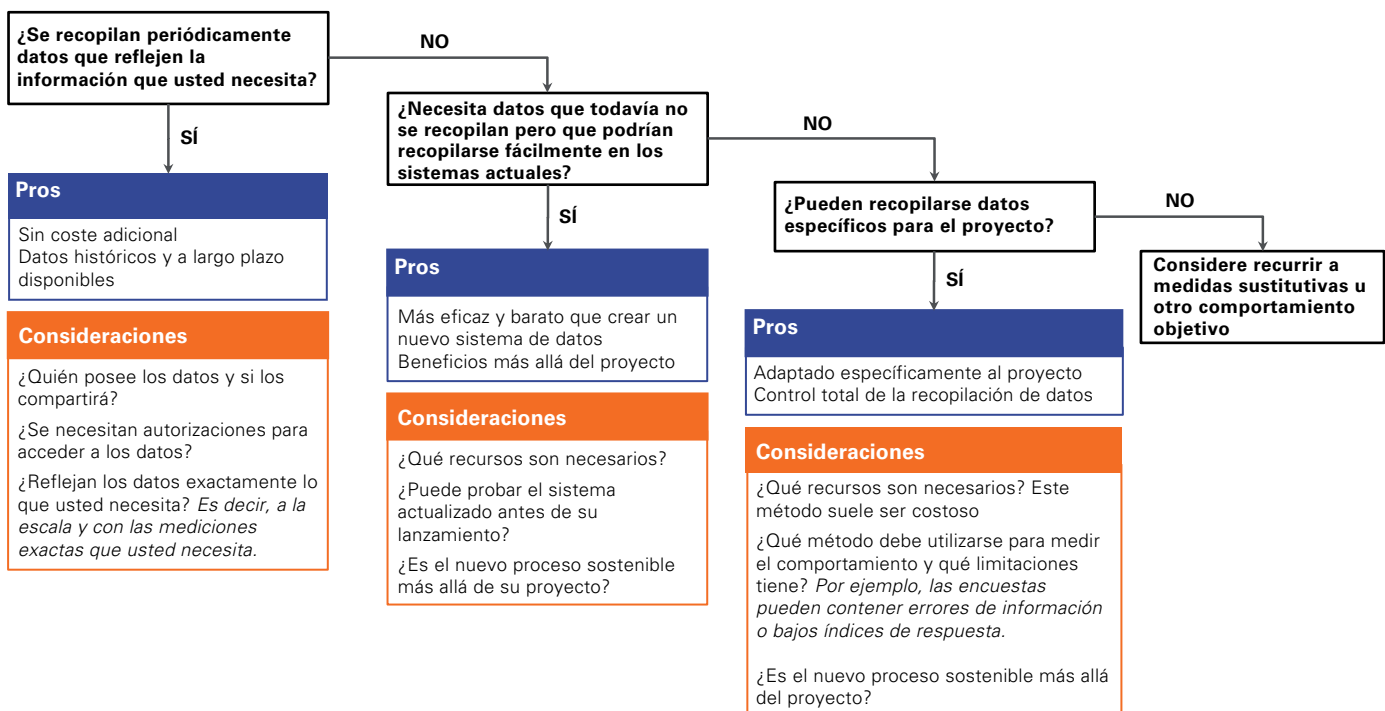 ¿Se recopilan periódicamente
datos que reflejen la
información que usted necesita?
NO
SÍ
Pros
Sin coste adicional
Datos históricos y a largo plazo
disponibles
Consideraciones
¿Quién posee los datos y si los
compartirá?
¿Se necesitan autorizaciones para
acceder a los datos?
¿Reflejan los datos exactamente lo
que usted necesita? Es decir, a la
escala y con las mediciones
exactas que usted necesita.
¿Necesita datos que todavía no
se recopilan pero que podrían
recopilarse fácilmente en los
sistemas actuales?
NO
SÍ
Pros
Más eficaz y barato que crear un
nuevo sistema de datos
Beneficios más allá del proyecto
Consideraciones
¿Qué recursos son necesarios?
¿Puede probar el sistema
actualizado antes de su
lanzamiento?
¿Es el nuevo proceso sostenible
más allá de su proyecto?
¿Pueden recopilarse datos
específicos para el proyecto?
NO
SÍ
Pros
Adaptado específicamente al proyecto
Control total de la recopilación de datos
Consideraciones
¿Qué recursos son necesarios? Este
método suele ser costoso
¿Qué método debe utilizarse para medir
el comportamiento y qué limitaciones
tiene? Por ejemplo, las encuestas
pueden contener errores de información
o bajos índices de respuesta.
¿Es el nuevo proceso sostenible más allá
del proyecto?
Considere recurrir a
medidas sustitutivas u
otro comportamiento
objetivo